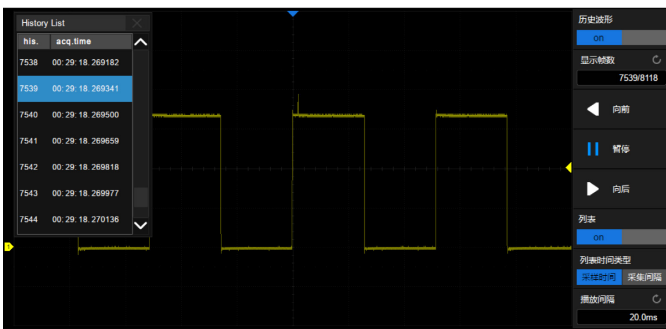 History List
his. acq.time
7538 00:29:18.269182
7539 00:29:18.269341
7540 00:29:18.269500
7541 00:29:18.269659
7542 00:29:18.269818
7543 00:29:18.269977
7544 00:29:18.270136
1
历史波形
on
显示帧数
7539/8118
向前
暂停
向后
列表
on
列表时间类型
采样时间 采集间隔
播放间隔
20.0ms